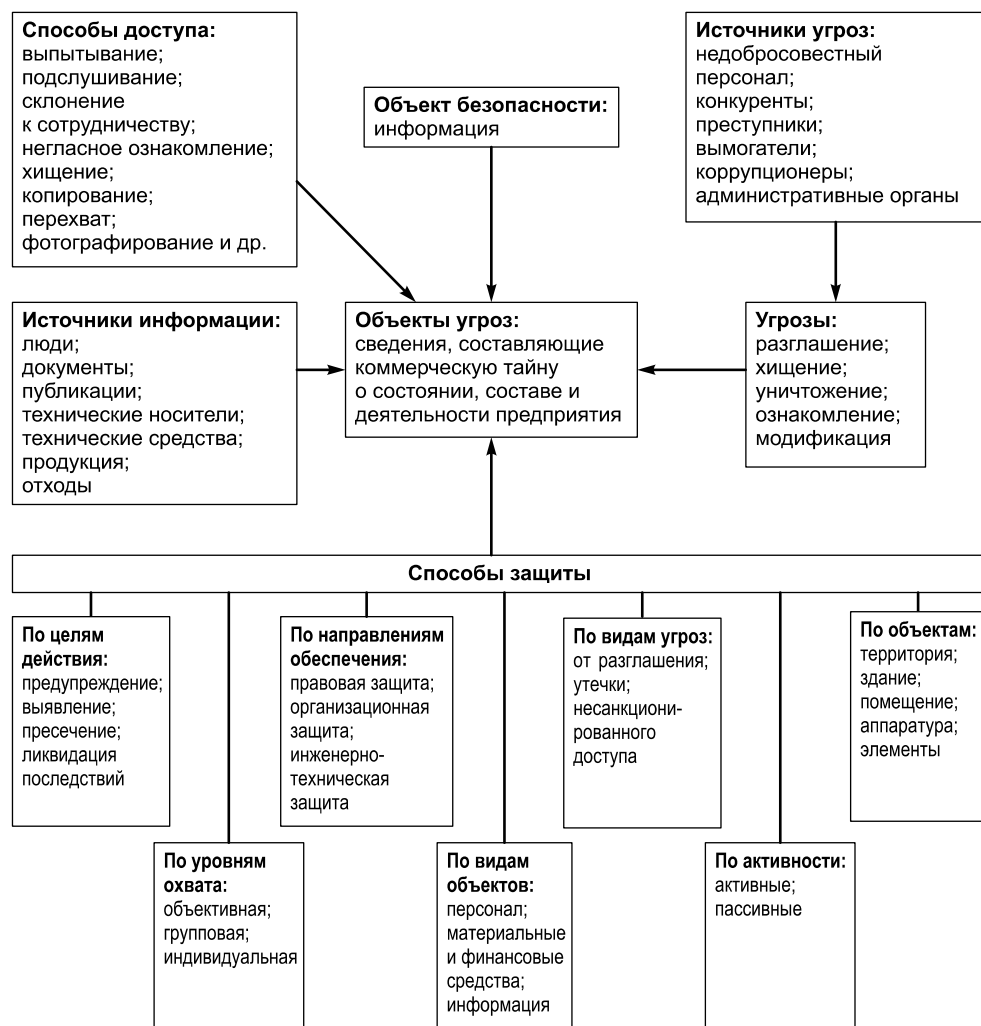 Способы доступа:
выпытывание;
подслушивание;
склонение
к сотрудничеству;
негласное ознакомление;
хищение;
копирование;
перехват;
фотографирование и др.
Объект безопасности:
информация
Источники угроз:
недобросовестный
персонал;
конкуренты;
преступники;
вымогатели;
коррупционеры;
административные органы
Источники информации:
люди;
документы;
публикации;
технические носители;
технические средства;
продукция;
отходы
Объекты угроз:
сведения, составляющие
коммерческую тайну
о состоянии, составе и
деятельности предприятия
Угрозы:
разглашение;
хищение;
уничтожение;
ознакомление;
модификация
Способы защиты
По целям
действия:
предупреждение;
выявление;
пресечение;
ликвидация
последствий
По направлениям
обеспечения:
правовая защита;
организационная
защита;
инженерно-
техническая
защита
По видам угроз:
от разглашения;
утечки;
несанкциони-
рованного
доступа
По объектам:
территория;
здание;
помещение;
аппаратура;
элементы
По уровням
охвата:
объективная;
групповая;
индивидуальная
По видам
объектов:
персонал;
материальные
и финансовые
средства;
информация
По активности:
активные;
пассивные